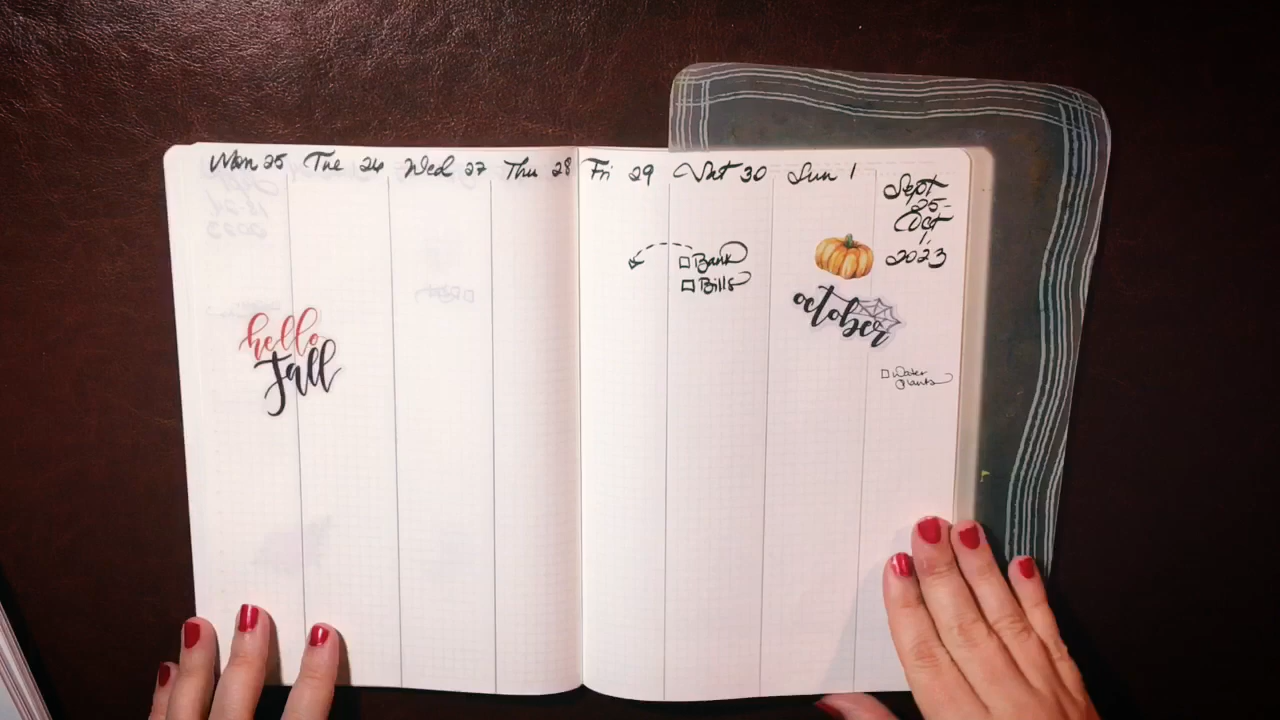 Mon 25 Tue 26 Wed 27 Thu 28 Fri 29 Sat 30 Sun 1
Sept
25-
Oct
1,
2023
Bank
Bills
hello
Fall
october
Water
Plants